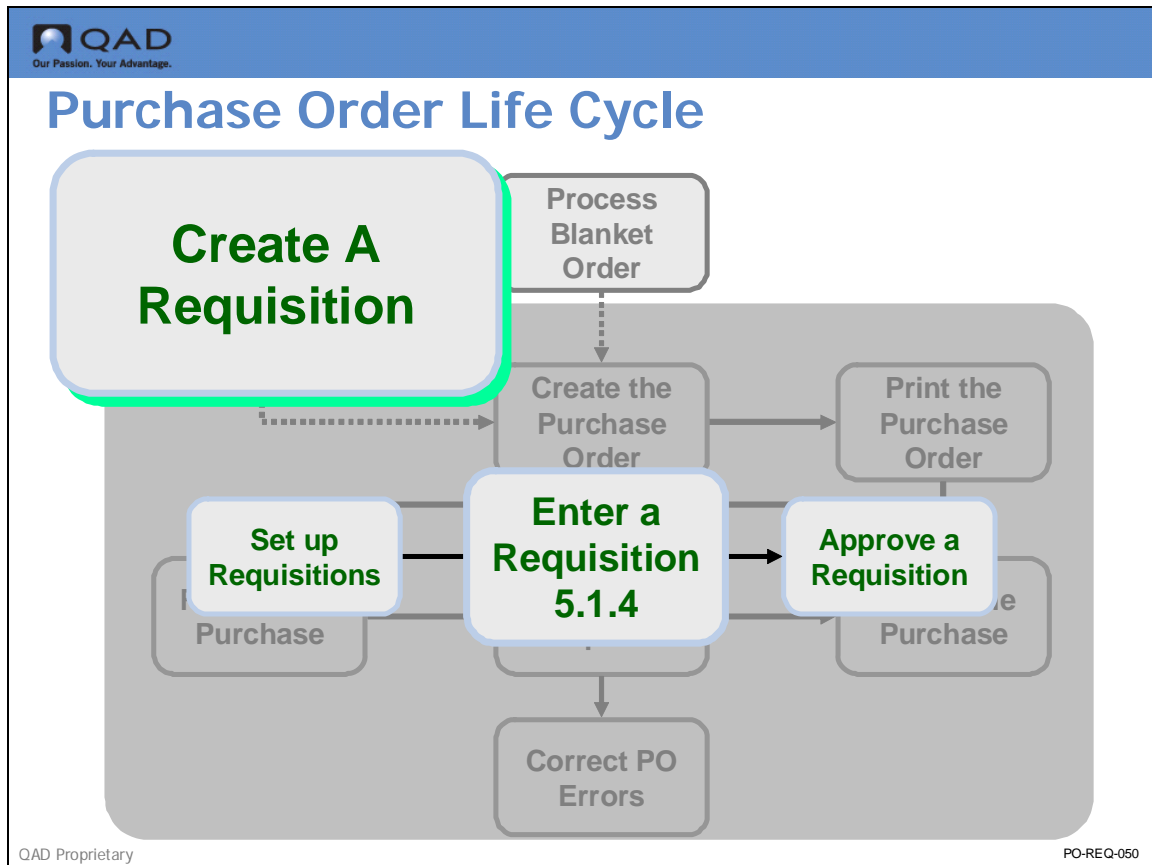 QAD
Our Passion. Your Advantage.
Purchase Order Life Cycle
Create A
Requisition
Process
Blanket
Order
Create the
Purchase
Order
Print the
Purchase
Order
Set up
Requisitions
Enter a
Requisition
5.1.4
Approve a
Requisition
Purchase
Purchase
Correct PO
Errors
QAD Proprietary
PO-REQ-050